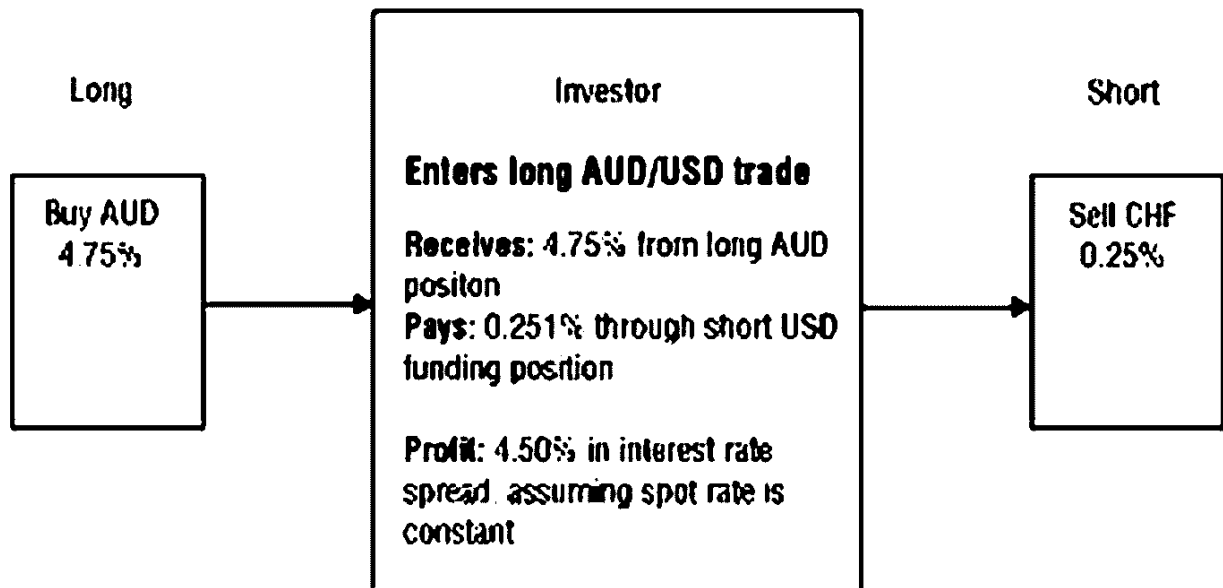 Long
Investor
Short
Enters long AUD/USD trade
Buy AUD
4.75%
Receives: 4.75% from long AUD
positon
Pays: 0.251% through short USD
funding position
Profit: 4.50% in interest rate
spread. assuming spot rate is
constant
Sell CHF
0.25%